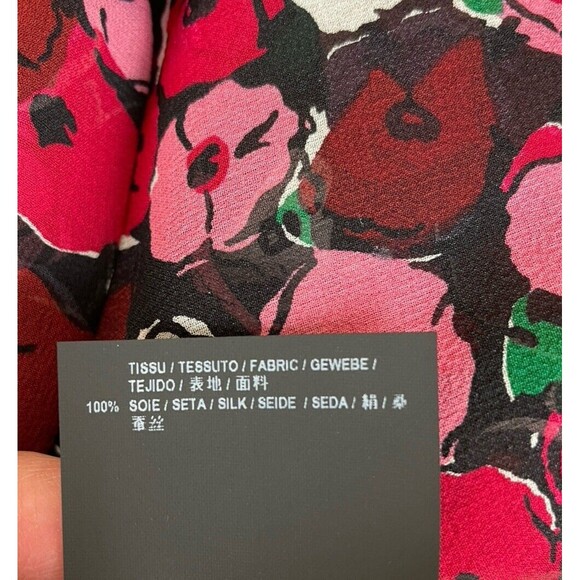 TISSU / TESSUTO / FABRIC / GEWEBE /
TEJIDO / 表地 / 面料
100% SOIE / SETA / SILK / SEIDE / SEDA / 絹 / 桑
蚕丝